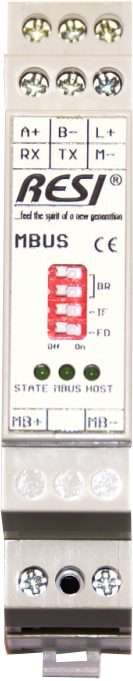 A+ B- L+
RX TX M-
RESI®
...feel the spirit of a new generation
MBUS CE
BR
IF
FD
Off On
STATE MBUS HOST
MB+ MB-